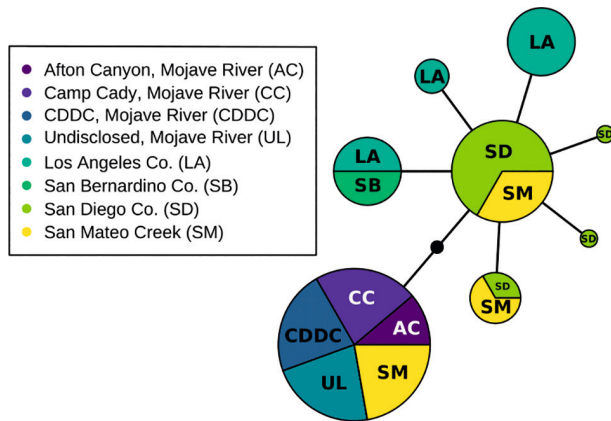 Afton Canyon, Mojave River (AC)
Camp Cady, Mojave River (CC)
CDDC, Mojave River (CDDC)
Undisclosed, Mojave River (UL)
Los Angeles Co. (LA)
San Bernardino Co. (SB)
San Diego Co. (SD)
San Mateo Creek (SM)
LA
LA
SD
SD
LA
SB
SM
SD
SD
SM
CC
AC
CDDC
UL
SM